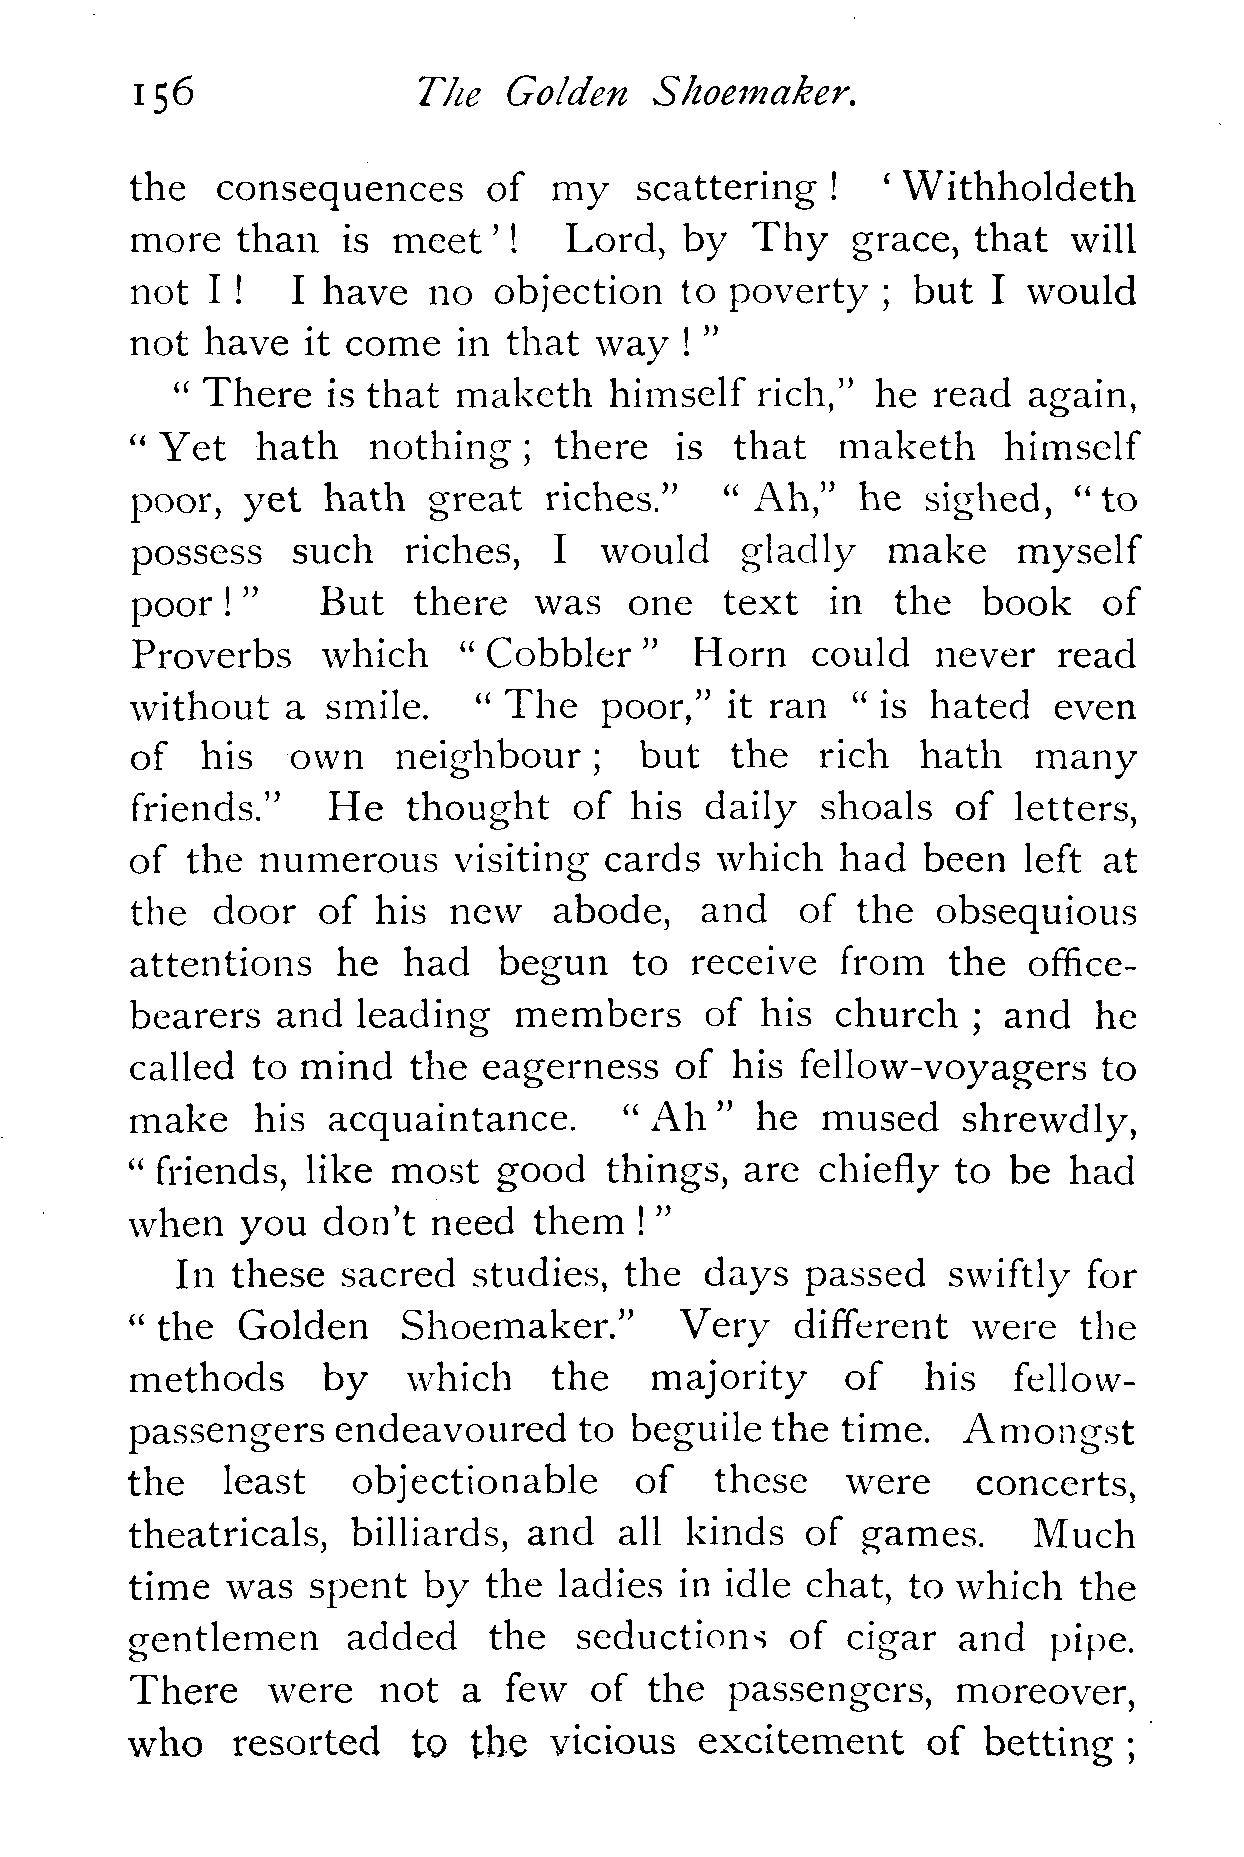 156 The Golden Shoemaker.
the consequences of my scattering ! ‘ Withholdeth
more than is meet ’ ! Lord, by Thy grace, that will
not I ! I have no objection to poverty ; but I would
not have it come in that way ! ”
“ There is that maketh himself rich,” he read again,
“ Yet hath nothing ; there is that maketh himself
poor, yet hath great riches.” “ Ah,” he sighed, “ to
possess such riches, I would gladly make myself
poor ! ” But there was one text in the book of
Proverbs which “ Cobbler ” Horn could never read
without a smile. “ The poor,” it ran “ is hated even
of his own neighbour ; but the rich hath many
friends.” He thought of his daily shoals of letters,
of the numerous visiting cards which had been left at
the door of his new abode, and of the obsequious
attentions he had begun to receive from the office-
bearers and leading members of his church ; and he
called to mind the eagerness of his fellow-voyagers to
make his acquaintance. “ Ah ” he mused shrewdly,
“ friends, like most good things, are chiefly to be had
when you don’t need them ! ”
In these sacred studies, the days passed swiftly for
“ the Golden Shoemaker.” Very different were the
methods by which the majority of his fellow-
passengers endeavoured to beguile the time. Amongst
the least objectionable of these were concerts,
theatricals, billiards, and all kinds of games. Much
time was spent by the ladies in idle chat, to which the
gentlemen added the seductions of cigar and pipe.
There were not a few of the passengers, moreover,
who resorted to the vicious excitement of betting ;